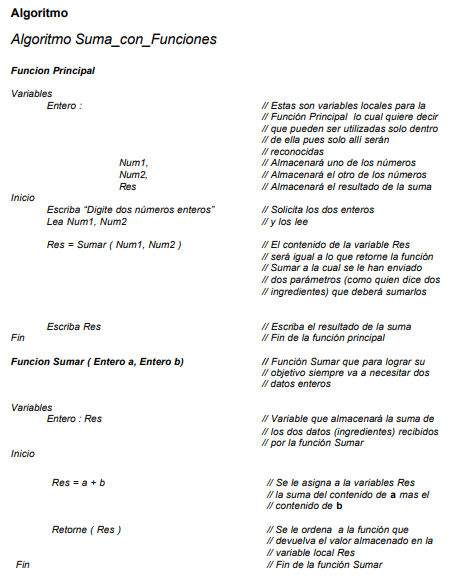 Algoritmo
Algoritmo Suma_con_Funciones
Funcion Principal
Variables
Entero : // Estas son variables locales para la
// Función Principal lo cual quiere decir
// que pueden ser utilizadas solo dentro
// de ella pues solo allí serán
// reconocidas
Num1, // Almacenará uno de los números
Num2, // Almacenará el otro de los números
Res // Almacenará el resultado de la suma
Inicio
Escriba “Digite dos números enteros” // Solicita los dos enteros
Lea Num1, Num2 // y los lee
Res = Sumar ( Num1, Num2 ) // El contenido de la variable Res
// será igual a lo que retorne la función
// Sumar a la cual se le han enviado
// dos parámetros (como quien dice dos
// ingredientes) que deberá sumarlos
Escriba Res // Escriba el resultado de la suma
Fin // Fin de la función principal
Funcion Sumar ( Entero a, Entero b) // Función Sumar que para lograr su
// objetivo siempre va a necesitar dos
// datos enteros
Variables
Entero : Res // Variable que almacenará la suma de
// los dos datos (ingredientes) recibidos
// por la función Sumar
Inicio
Res = a + b // Se le asigna a la variables Res
// la suma del contenido de a mas el
// contenido de b
Retorne ( Res ) // Se le ordena a la función que
// devuelva el valor almacenado en la
// variable local Res
Fin // Fin de la función Sumar